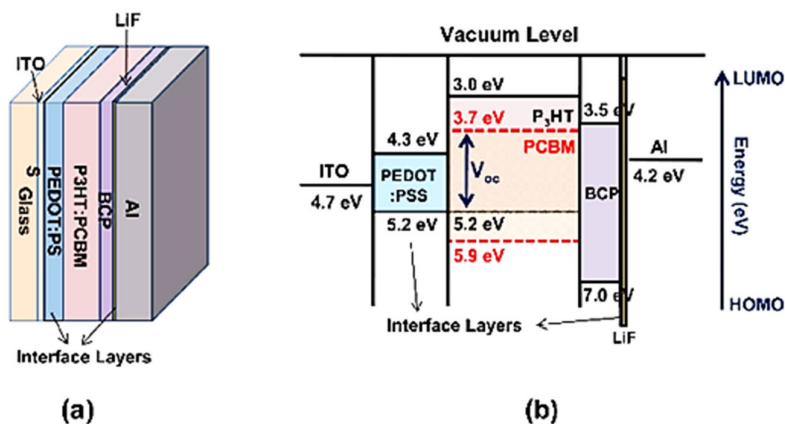 LiF
ITO
S Glass
PEDOT:PS
P3HT:PCBM
BCP
Al
Interface Layers
(a)
Vacuum Level
LUMO
3.0 eV
3.5 eV
3.7 eV
P3HT
4.3 eV
PCBM
Al
ITO
PEDOT
:PSS
Voc
BCP
4.2 eV
4.7 eV
5.2 eV
5.2 eV
5.9 eV
7.0 eV
Energy (eV)
HOMO
Interface Layers
LiF
(b)